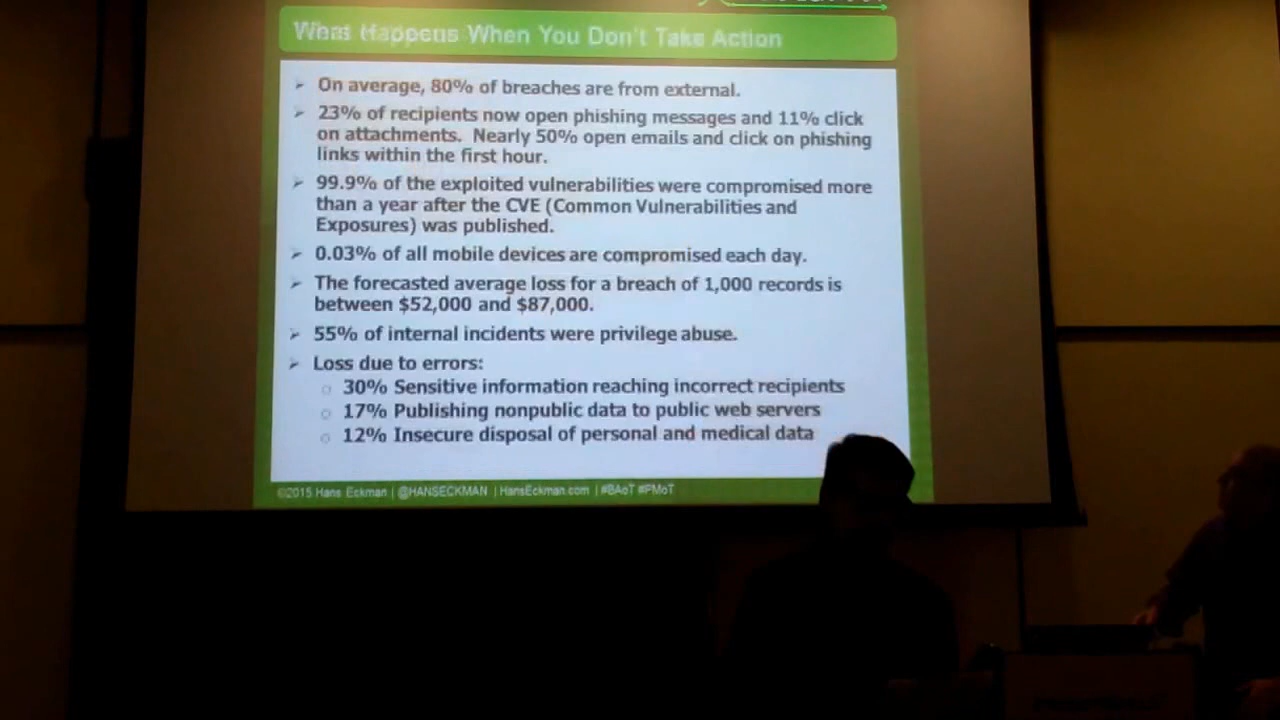 What Happens When You Don't Take Action
➢ On average, 80% of breaches are from external.
➢ 23% of recipients now open phishing messages and 11% click
on attachments. Nearly 50% open emails and click on phishing
links within the first hour.
➢ 99.9% of the exploited vulnerabilities were compromised more
than a year after the CVE (Common Vulnerabilities and
Exposures) was published.
➢ 0.03% of all mobile devices are compromised each day.
➢ The forecasted average loss for a breach of 1,000 records is
between $52,000 and $87,000.
➢ 55% of internal incidents were privilege abuse.
➢ Loss due to errors:
○ 30% Sensitive information reaching incorrect recipients
○ 17% Publishing nonpublic data to public web servers
○ 12% Insecure disposal of personal and medical data
©2015 Hans Eckman | @HANSECKMAN | HansEckman.com | #BAoT #PMoT